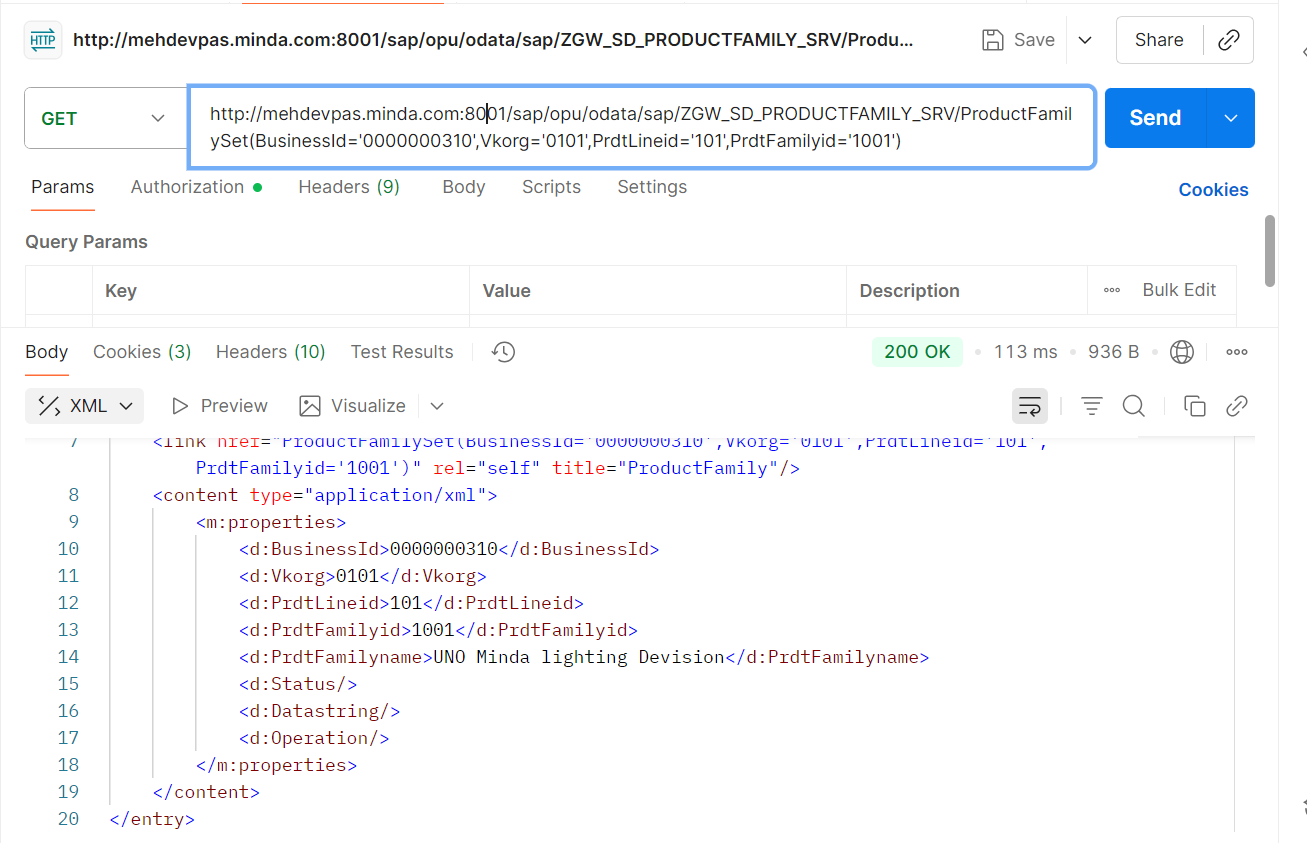 HTTP http://mehdevpas.minda.com:8001/sap/opu/odata/sap/ZGW_SD_PRODUCTFAMILY_SRV/Produ... Save Share
GET http://mehdevpas.minda.com:8001/sap/opu/odata/sap/ZGW_SD_PRODUCTFAMILY_SRV/ProductFamil
ySet(BusinessId='0000000310',Vkorg='0101',PrdtLineid='101',PrdtFamilyid='1001') Send
Params Authorization Headers (9) Body Scripts Settings Cookies
Query Params
Key Value Description Bulk Edit
Body Cookies (3) Headers (10) Test Results 200 OK 113 ms 936 B
XML Preview Visualize
7 <link href="ProductFamilySet(BusinessId='0000000310',Vkorg='0101',PrdtLineid='101',
PrdtFamilyid='1001')" rel="self" title="ProductFamily"/>
8 <content type="application/xml">
9 <m:properties>
10 <d:BusinessId>0000000310</d:BusinessId>
11 <d:Vkorg>0101</d:Vkorg>
12 <d:PrdtLineid>101</d:PrdtLineid>
13 <d:PrdtFamilyid>1001</d:PrdtFamilyid>
14 <d:PrdtFamilyname>UNO Minda lighting Devision</d:PrdtFamilyname>
15 <d:Status/>
16 <d:Datastring/>
17 <d:Operation/>
18 </m:properties>
19 </content>
20 </entry>